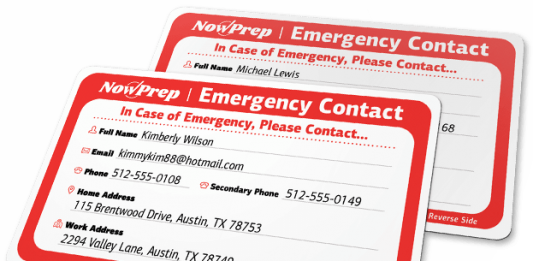 NowPrep | Emergency Contact
In Case of Emergency, Please Contact...
Full Name Michael Lewis
68
Reverse Side
NowPrep | Emergency Contact
In Case of Emergency, Please Contact...
Full Name Kimberly Wilson
Email kimmykim88@hotmail.com
Phone 512-555-0108 Secondary Phone 512-555-0149
Home Address
115 Brentwood Drive, Austin, TX 78753
Work Address
2294 Valley Lane, Austin, TX